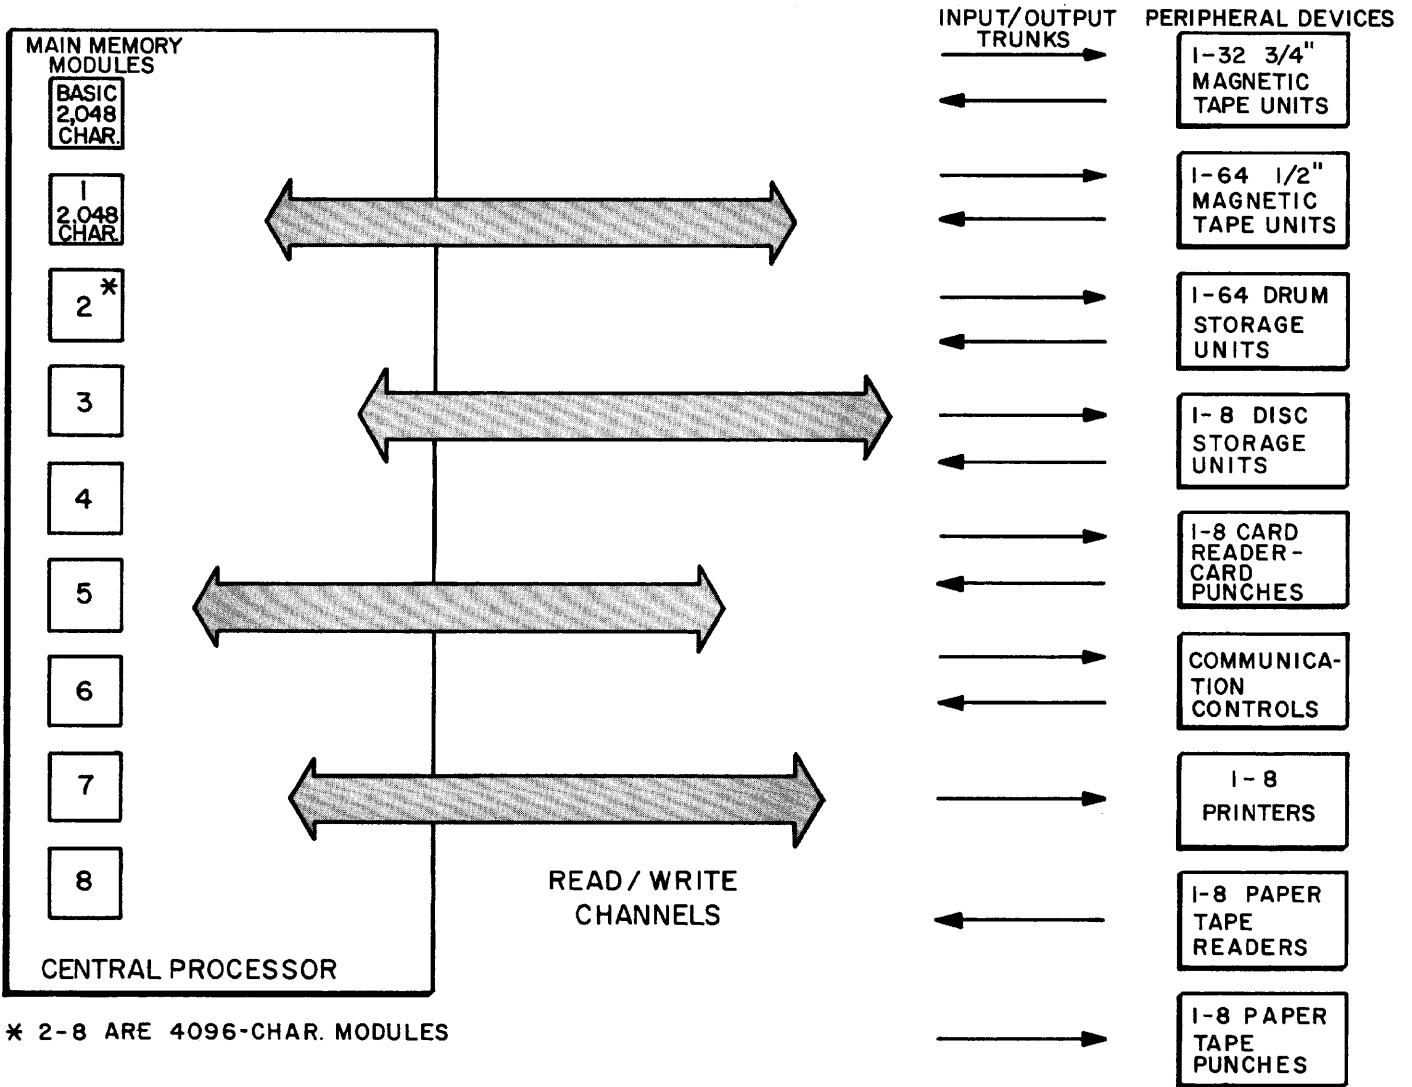 MAIN MEMORY
MODULES
BASIC
2,048
CHAR.
1
2,048
CHAR.
2*
3
4
5
6
7
8
CENTRAL PROCESSOR
* 2-8 ARE 4096-CHAR. MODULES
READ/WRITE
CHANNELS
INPUT/OUTPUT
TRUNKS
PERIPHERAL DEVICES
1-32 3/4"
MAGNETIC
TAPE UNITS
1-64 1/2"
MAGNETIC
TAPE UNITS
1-64 DRUM
STORAGE
UNITS
1-8 DISC
STORAGE
UNITS
1-8 CARD
READER-
CARD
PUNCHES
COMMUNICA-
TION
CONTROLS
1-8
PRINTERS
1-8 PAPER
TAPE
READERS
1-8 PAPER
TAPE
PUNCHES